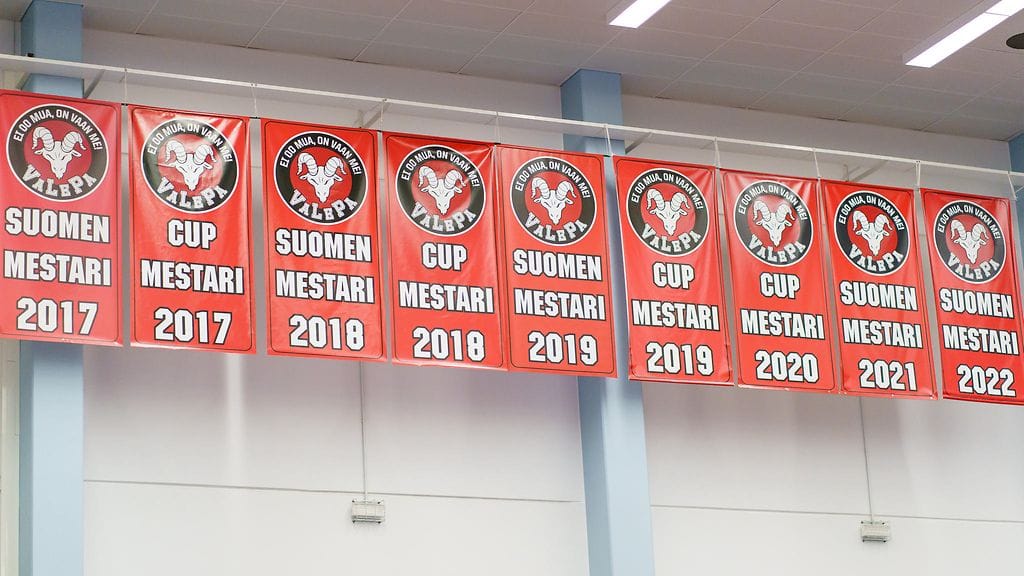 EI OO MUA, ON VAAN MEI
VALEPA
SUOMEN
MESTARI
2017
EI OO MUA, ON VAAN MEI
VALEPA
CUP
MESTARI
2017
EI OO MUA, ON VAAN MEI
VALEPA
SUOMEN
MESTARI
2018
EI OO MUA, ON VAAN MEI
VALEPA
CUP
MESTARI
2018
EI OO MUA, ON VAAN MEI
VALEPA
SUOMEN
MESTARI
2019
EI OO MUA, ON VAAN MEI
VALEPA
CUP
MESTARI
2019
EI OO MUA, ON VAAN MEI
VALEPA
CUP
MESTARI
2020
EI OO MUA, ON VAAN MEI
VALEPA
SUOMEN
MESTARI
2021
EI OO MUA, ON VAAN MEI
VALEPA
SUOMEN
MESTARI
2022